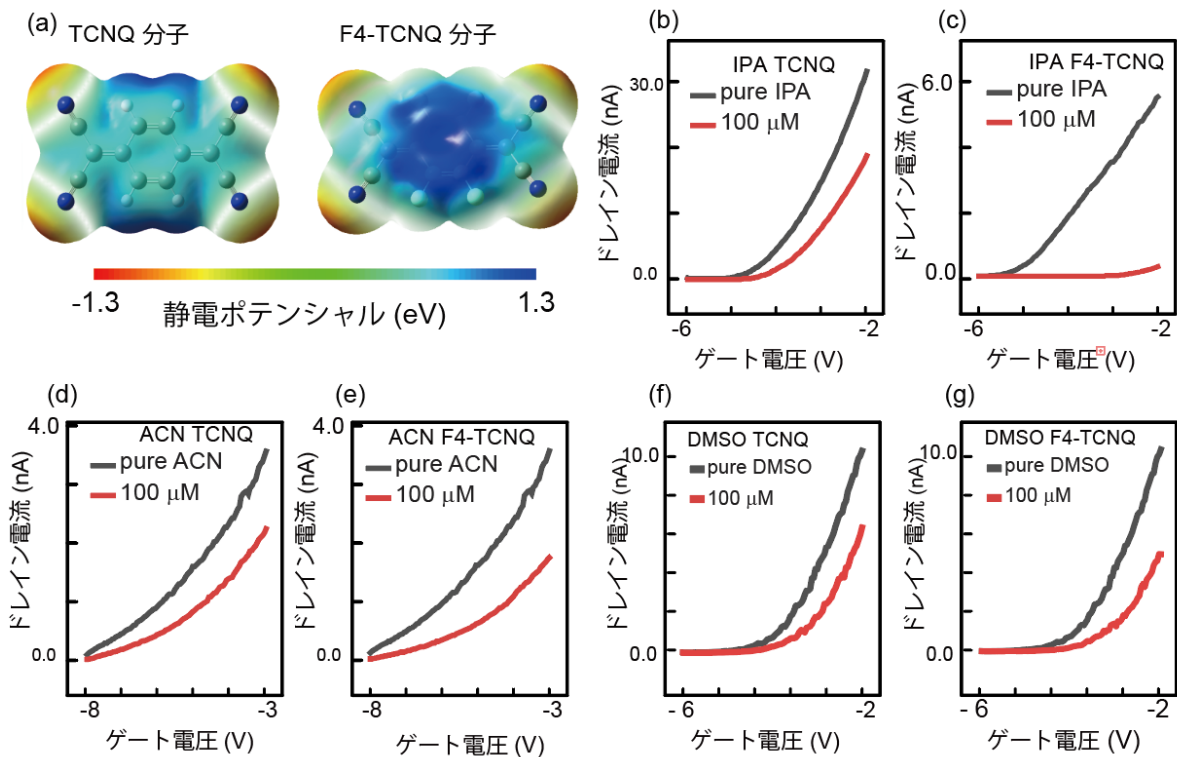 (a)
TCNQ 分子
F4-TCNQ 分子
-1.3
1.3
静電ポテンシャル (eV)
(b)
IPA TCNQ
pure IPA
100 μM
30.0
0.0
ドレイン電流 (nA)
-6
-2
ゲート電圧 (V)
(c)
IPA F4-TCNQ
pure IPA
100 μM
6.0
0.0
ドレイン電流 (nA)
-6
-2
ゲート電圧 (V)
(d)
ACN TCNQ
pure ACN
100 μM
4.0
0.0
ドレイン電流 (nA)
-8
-3
ゲート電圧 (V)
(e)
ACN F4-TCNQ
pure ACN
100 μM
4.0
0.0
ドレイン電流 (nA)
-8
-3
ゲート電圧 (V)
(f)
DMSO TCNQ
pure DMSO
100 μM
10.0
0.0
ドレイン電流 (nA)
- 6
-2
ゲート電圧 (V)
(g)
DMSO F4-TCNQ
pure DMSO
100 μM
10.0
0.0
ドレイン電流 (nA)
- 6
-2
ゲート電圧 (V)